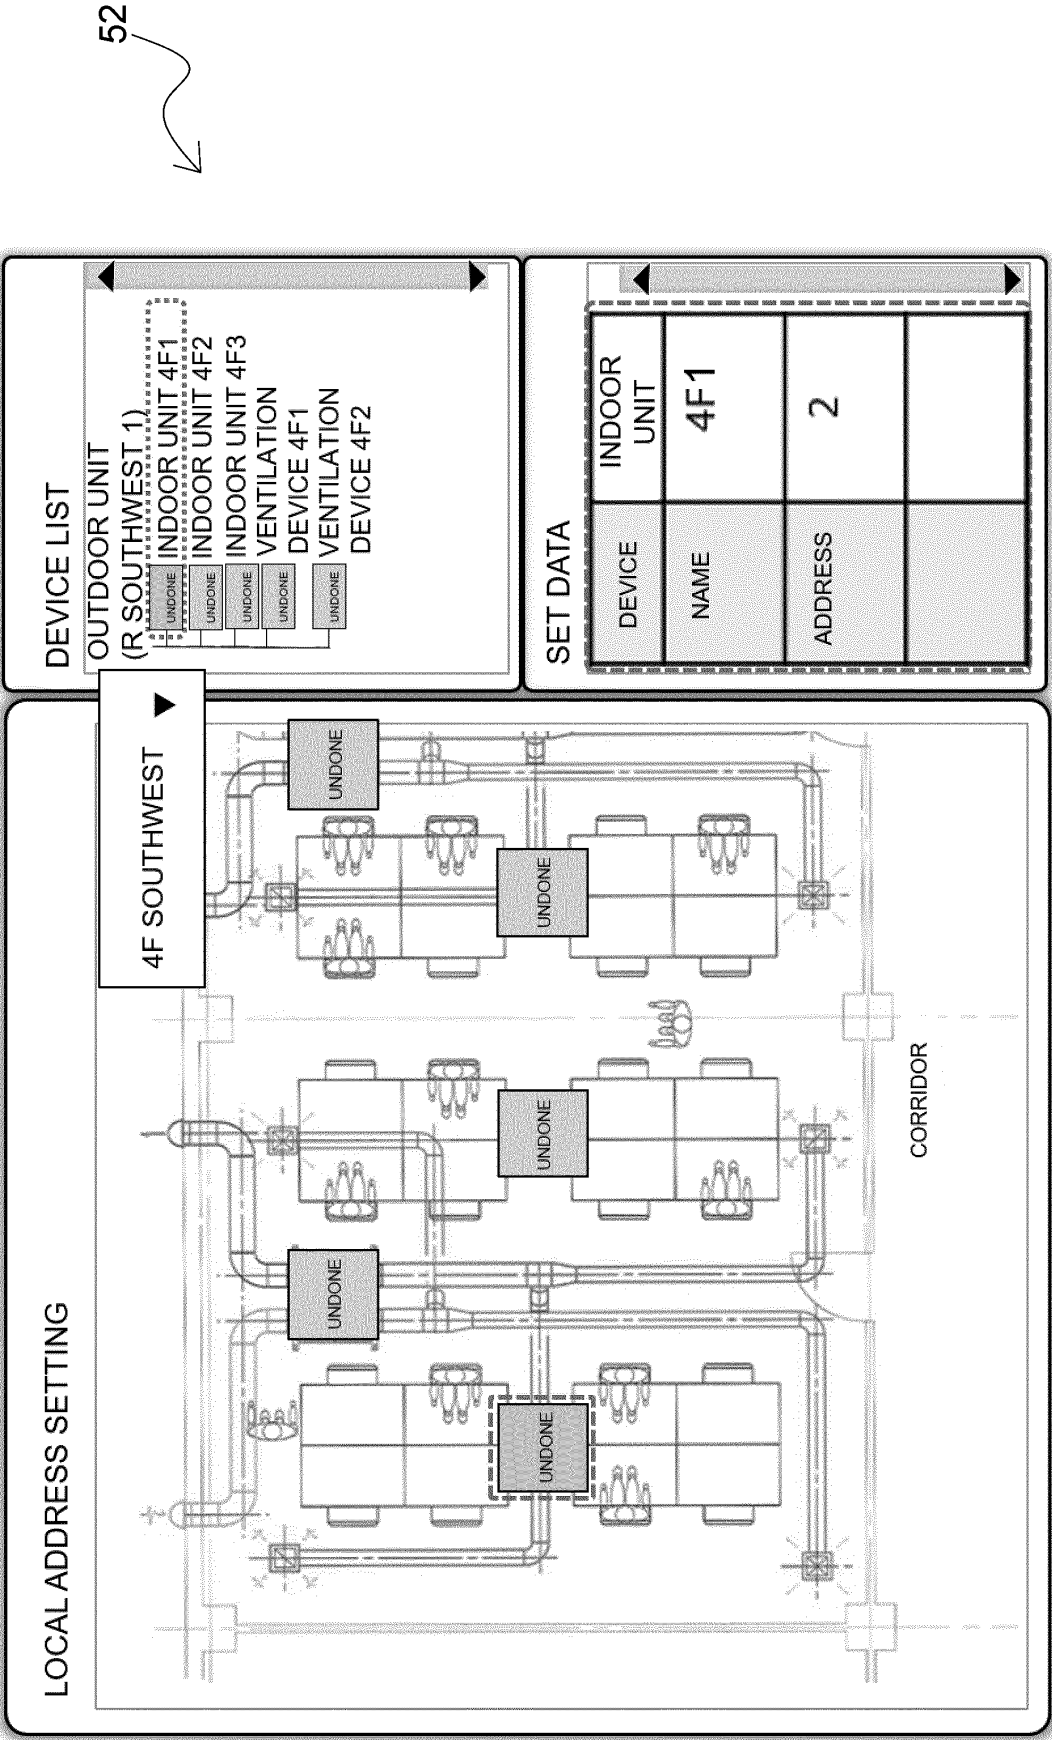 52
LOCAL ADDRESS SETTING
4F SOUTHWEST ▼
UNDONE
UNDONE
UNDONE
UNDONE
UNDONE
CORRIDOR
DEVICE LIST
OUTDOOR UNIT
(R SOUTHWEST 1)
UNDONE INDOOR UNIT 4F1
UNDONE INDOOR UNIT 4F2
UNDONE INDOOR UNIT 4F3
UNDONE VENTILATION
DEVICE 4F1
UNDONE VENTILATION
DEVICE 4F2
SET DATA
DEVICE INDOOR
UNIT
NAME 4F1
ADDRESS 2